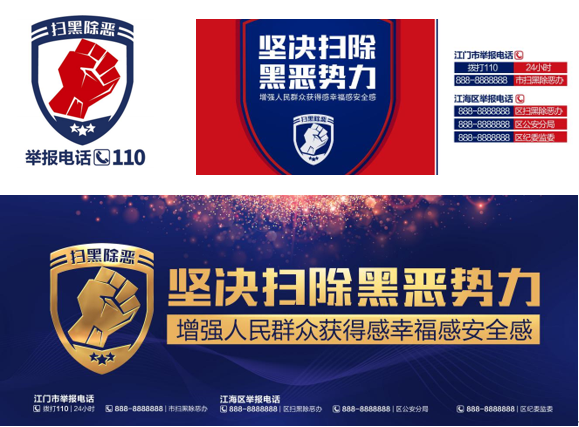 扫黑除恶
举报电话 110
坚决扫除
黑恶势力
增强人民群众获得感幸福感安全感
扫黑除恶
江门市举报电话
拨打110 24小时
888-8888888 市扫黑除恶办
江海区举报电话
888-8888888 区扫黑除恶办
888-8888888 区公安分局
888-8888888 区纪委监委
扫黑除恶
坚决扫除黑恶势力
增强人民群众获得感幸福感安全感
江门市举报电话
拨打110 | 24小时
888-8888888 | 市扫黑除恶办
江海区举报电话
888-8888888 | 区扫黑除恶办
888-8888888 | 区公安分局
888-8888888 | 区纪委监委